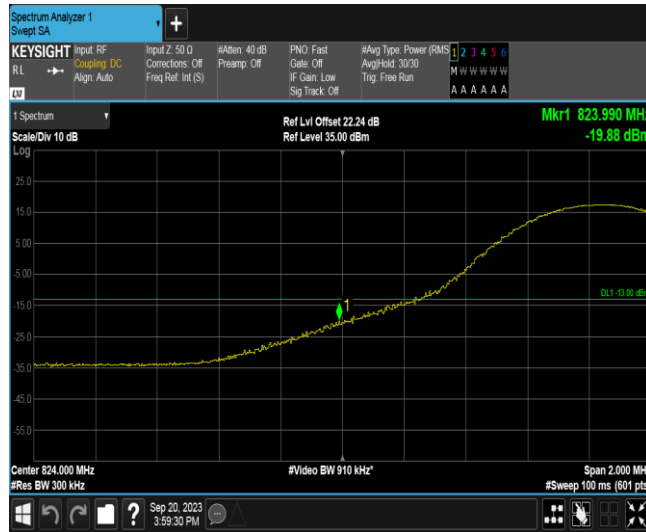 Spectrum Analyzer 1
Swept SA
+
KEYSIGHT
RL
LXI
Input: RF
Coupling: DC
Align: Auto
Input Z: 50 Ω
Corrections: Off
Freq Ref: Int (S)
#Atten: 40 dB
Preamp: Off
PNO: Fast
Gate: Off
IF Gain: Low
Sig Track: Off
#Avg Type: Power (RMS
Avg|Hold: 30/30
Trig: Free Run
1 2 3 4 5 6
M W W W W W
A A A A A A
1 Spectrum
Scale/Div 10 dB
Log
Ref Lvl Offset 22.24 dB
Ref Level 35.00 dBm
Mkr1 823.990 MHz
-19.88 dBm
25.0
15.0
5.00
-5.00
-15.0
-25.0
-35.0
-45.0
-55.0
1
DL1 -13.00 dBm
Center 824.000 MHz
#Res BW 300 kHz
#Video BW 910 kHz*
Span 2.000 MHz
#Sweep 100 ms (601 pts)
?
Sep 20, 2023
3:59:30 PM